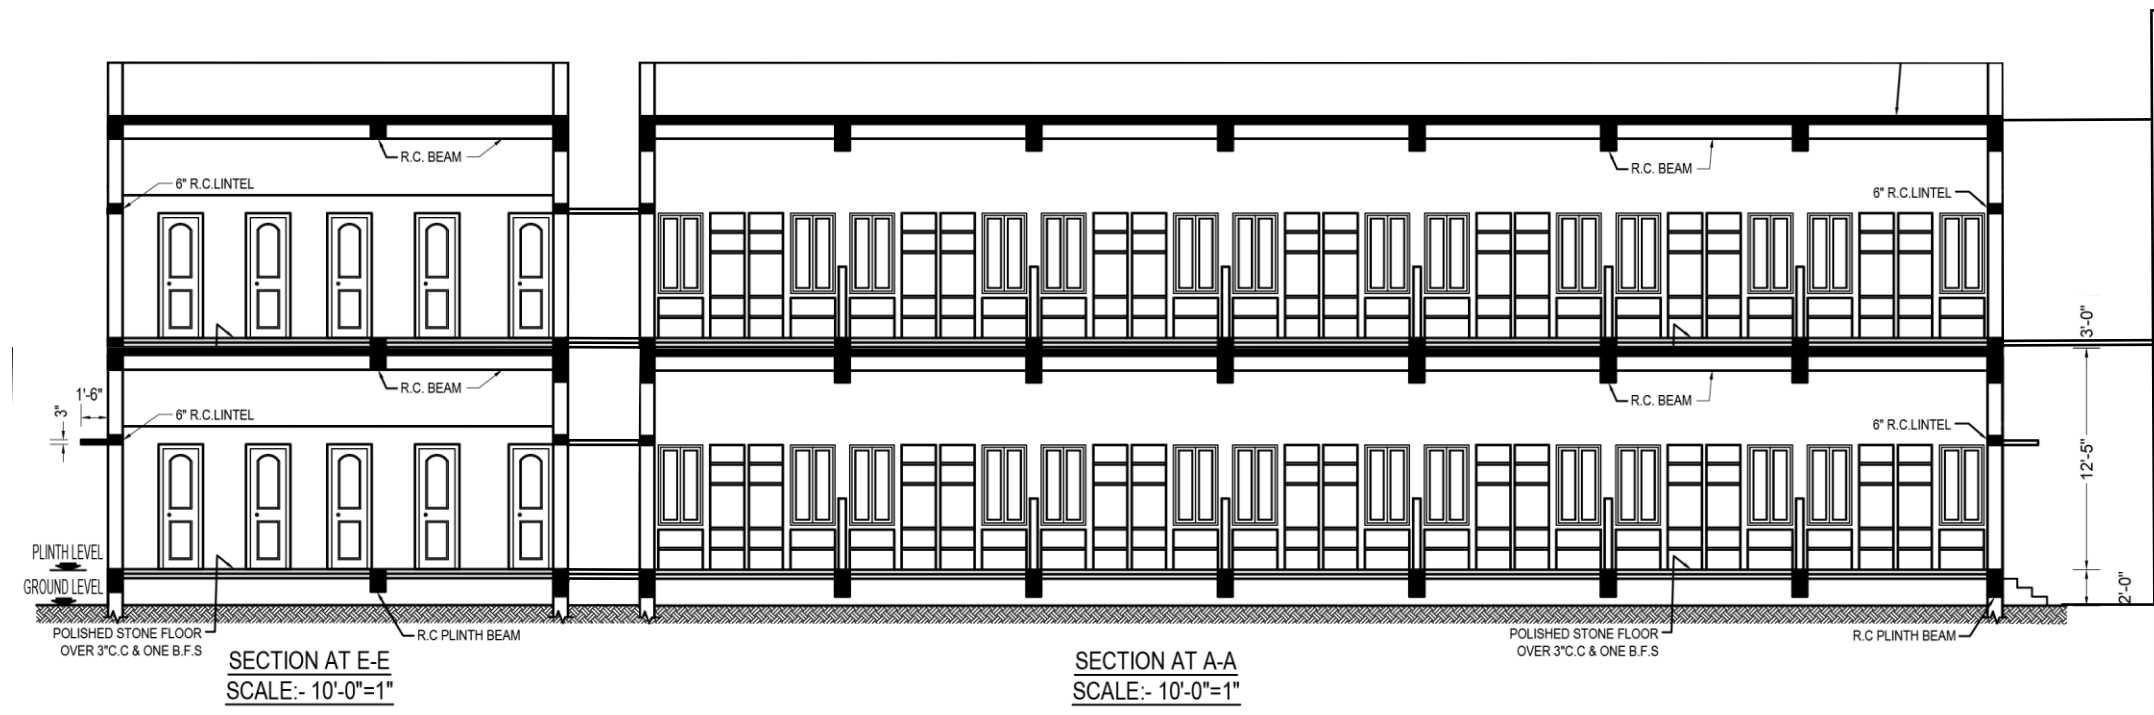 R.C. BEAM
R.C. BEAM
6" R.C.LINTEL
6" R.C.LINTEL
3'-0"
R.C. BEAM
R.C. BEAM
1'-6"
3"
6" R.C.LINTEL
6" R.C.LINTEL
12'-5"
PLINTH LEVEL
GROUND LEVEL
2'-0"
POLISHED STONE FLOOR
OVER 3"C.C & ONE B.F.S
R.C PLINTH BEAM
POLISHED STONE FLOOR
OVER 3"C.C & ONE B.F.S
R.C PLINTH BEAM
SECTION AT E-E
SCALE:- 10'-0"=1"
SECTION AT A-A
SCALE:- 10'-0"=1"